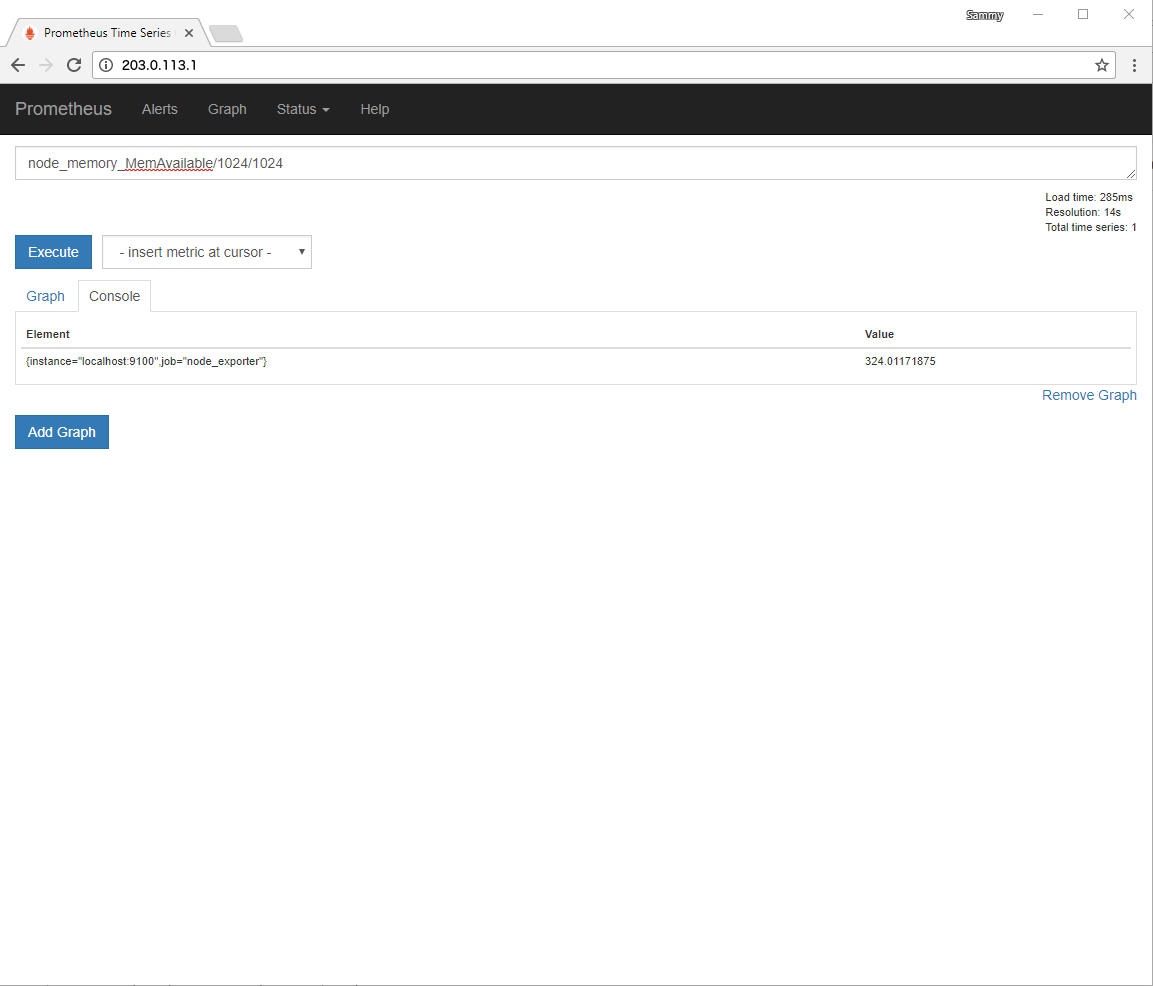 Sammy
Prometheus Time Series
203.0.113.1
Prometheus Alerts Graph Status Help
node_memory_MemAvailable/1024/1024
Load time: 285ms
Resolution: 14s
Total time series: 1
Execute - insert metric at cursor -
Graph Console
Element Value
{instance="localhost:9100",job="node_exporter"} 324.01171875
Remove Graph
Add Graph